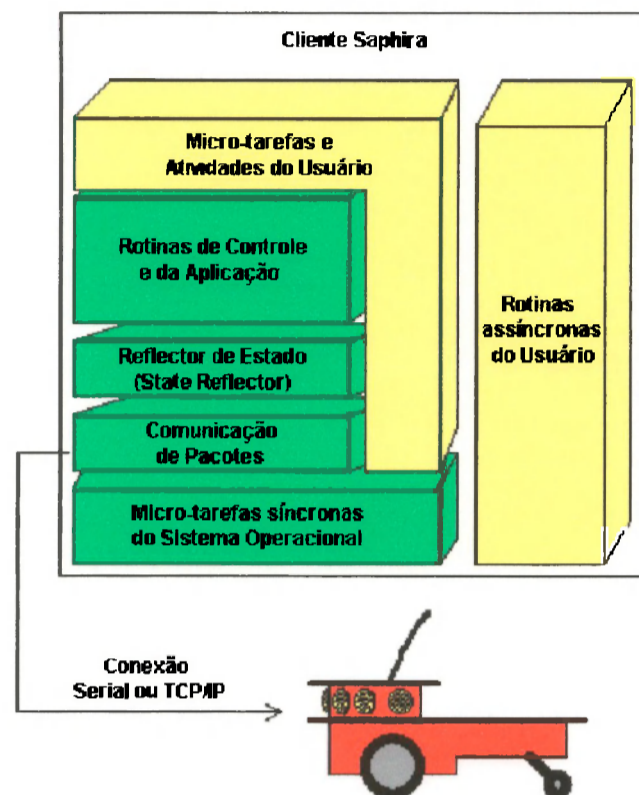 Cliente Saphira
Micro-tarefas e
Atividades do Usuário
Rotinas de Controle
e da Aplicação
Reflector de Estado
(State Reflector)
Comunicação
de Pacotes
Micro-tarefas síncronas
do Sistema Operacional
Rotinas
assíncronas
do Usuário
Conexão
Serial ou TCP/IP